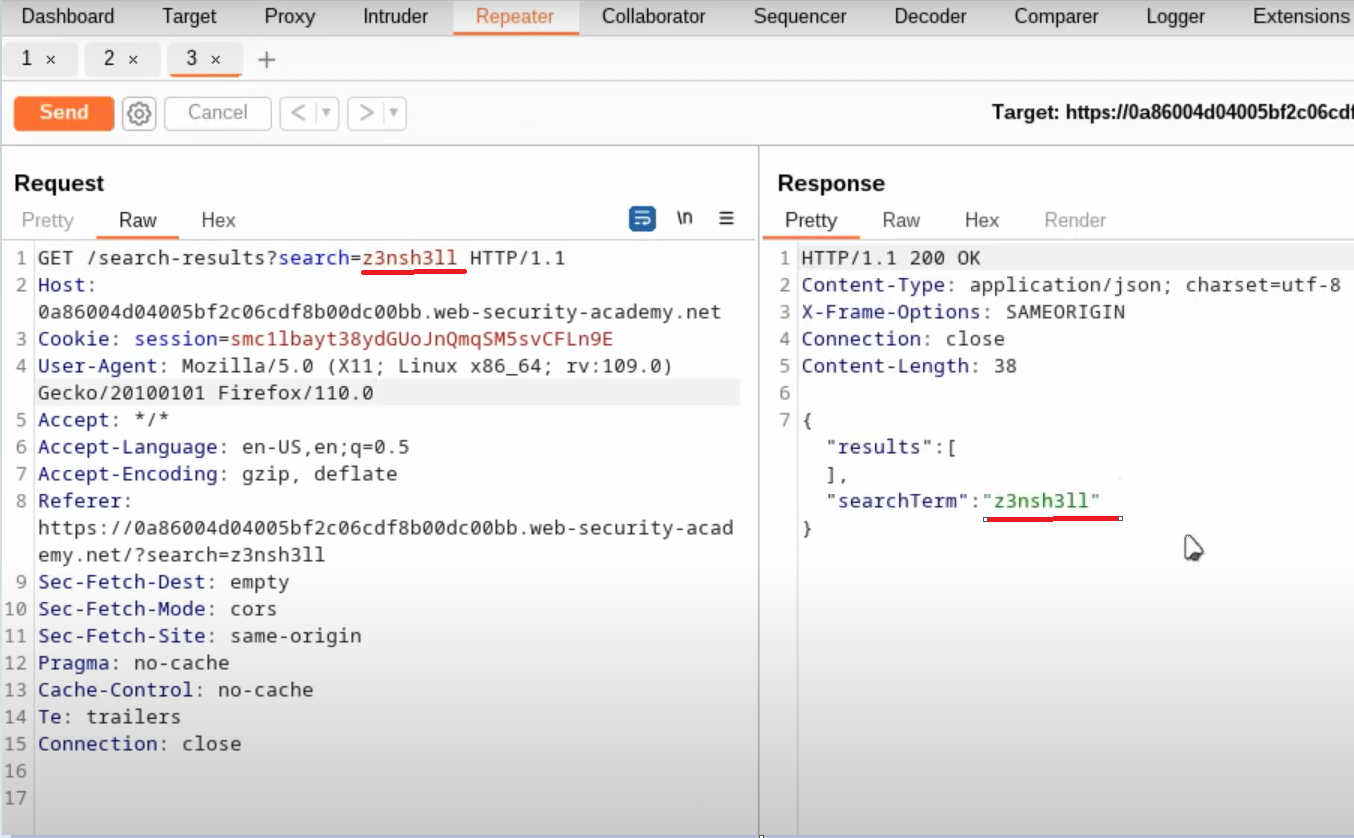 Dashboard Target Proxy Intruder Repeater Collaborator Sequencer Decoder Comparer Logger Extensions
1 × 2 × 3 × +
Send Cancel < ▼ > ▼ Target: https://0a86004d04005bf2c06cdf
Request
Pretty Raw Hex \n
1 GET /search-results?search=z3nsh3ll HTTP/1.1
2 Host:
0a86004d04005bf2c06cdf8b00dc00bb.web-security-academy.net
3 Cookie: session=smc1lbayt38ydGUoJnQmqSM5svCFLn9E
4 User-Agent: Mozilla/5.0 (X11; Linux x86_64; rv:109.0)
Gecko/20100101 Firefox/110.0
5 Accept: */*
6 Accept-Language: en-US,en;q=0.5
7 Accept-Encoding: gzip, deflate
8 Referer:
https://0a86004d04005bf2c06cdf8b00dc00bb.web-security-acad
emy.net/?search=z3nsh3ll
9 Sec-Fetch-Dest: empty
10 Sec-Fetch-Mode: cors
11 Sec-Fetch-Site: same-origin
12 Pragma: no-cache
13 Cache-Control: no-cache
14 Te: trailers
15 Connection: close
16
17
Response
Pretty Raw Hex Render
1 HTTP/1.1 200 OK
2 Content-Type: application/json; charset=utf-8
3 X-Frame-Options: SAMEORIGIN
4 Connection: close
5 Content-Length: 38
6
7 {
"results":[
],
"searchTerm":"z3nsh3ll"
}